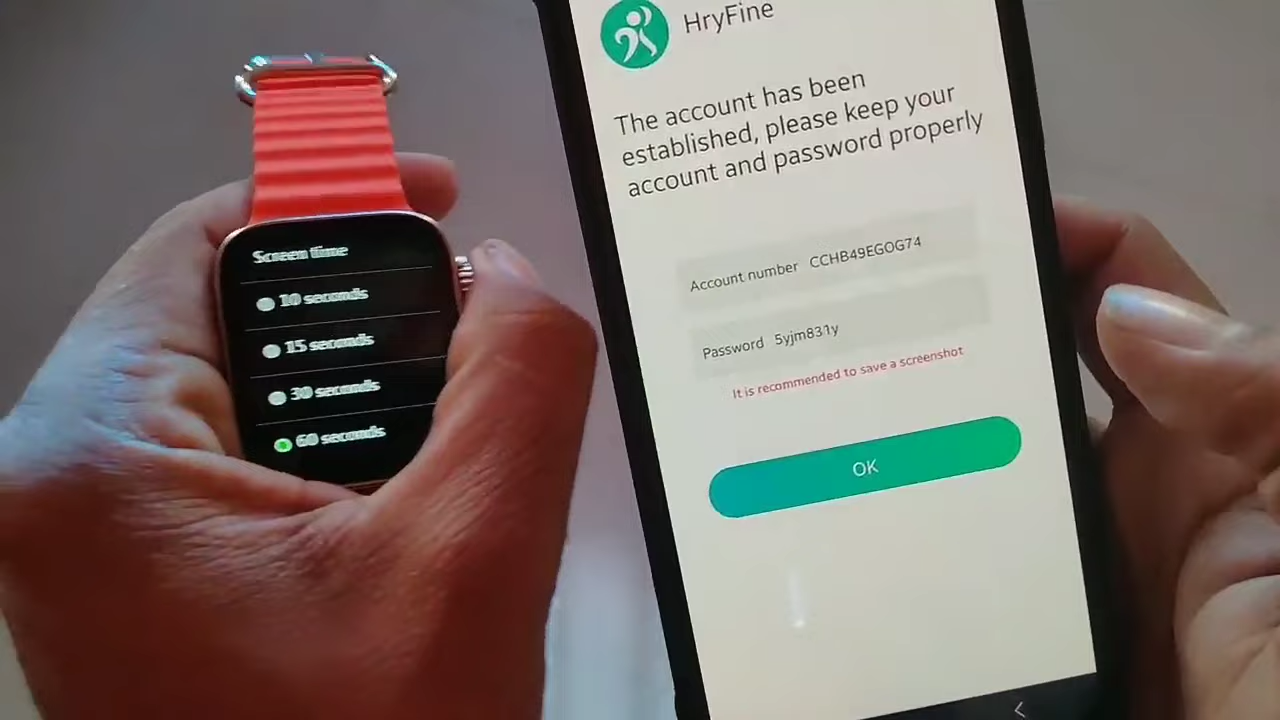 Screen time
10 seconds
15 seconds
30 seconds
60 seconds
HryFine
The account has been
established, please keep your
account and password properly
Account number CCHB49EGOG74
Password 5yjm831y
It is recommended to save a screenshot
OK